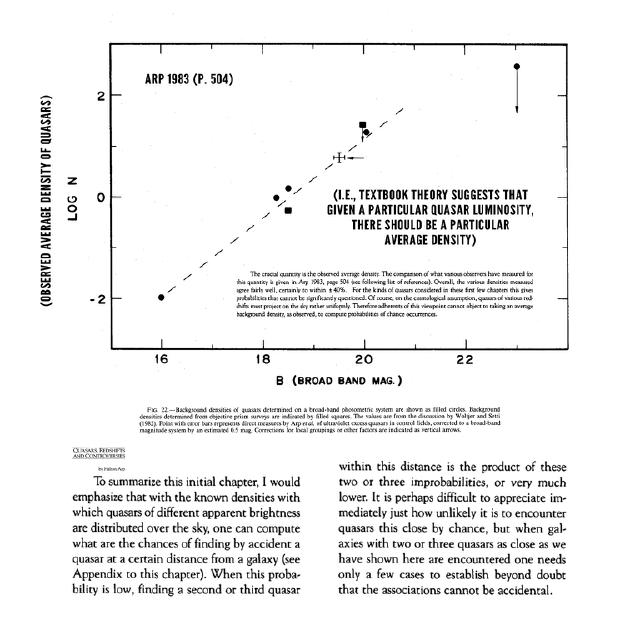 ARP 1983 (P. 504)
(OBSERVED AVERAGE DENSITY OF QUASARS)
LOG N
2
0
-2
(I.E., TEXTBOOK THEORY SUGGESTS THAT
GIVEN A PARTICULAR QUASAR LUMINOSITY,
THERE SHOULD BE A PARTICULAR
AVERAGE DENSITY)
The crucial quantity is the observed average density. The comparison of what various observers have measured for
this quantity is given in Arp 1983, page 504 (see following list of references). Overall, the various densities measured
agree fairly well, certainly to within ± 40%. For the kinds of quasars considered in these first few chapters this gives
probabilities that cannot be significantly questioned. Of course, on the cosmological assumption, quasars of various red-
shifts must project on the sky rather uniformly. Therefore adherents of this viewpoint cannot object to taking an average
background density, as observed, to compute probabilities of chance occurrences.
16 18 20 22
B (BROAD BAND MAG.)
FIG. 22.—Background densities of quasars determined on a broad-band photometric system are shown as filled circles. Background
densities determined from objective prism surveys are indicated by filled squares. The values are from the discussion by Woltjer and Setti
(1982). Point with error bars represents direct measures by Arp et al. of ultraviolet excess quasars in control fields, corrected to a broad-band
magnitude system by an estimated 0.5 mag. Corrections for local groupings or other factors are indicated as vertical arrows.
QUASARS, REDSHIFTS
AND CONTROVERSIES
by Halton Arp
To summarize this initial chapter, I would
emphasize that with the known densities with
which quasars of different apparent brightness
are distributed over the sky, one can compute
what are the chances of finding by accident a
quasar at a certain distance from a galaxy (see
Appendix to this chapter). When this proba-
bility is low, finding a second or third quasar
within this distance is the product of these
two or three improbabilities, or very much
lower. It is perhaps difficult to appreciate im-
mediately just how unlikely it is to encounter
quasars this close by chance, but when gal-
axies with two or three quasars as close as we
have shown here are encountered one needs
only a few cases to establish beyond doubt
that the associations cannot be accidental.